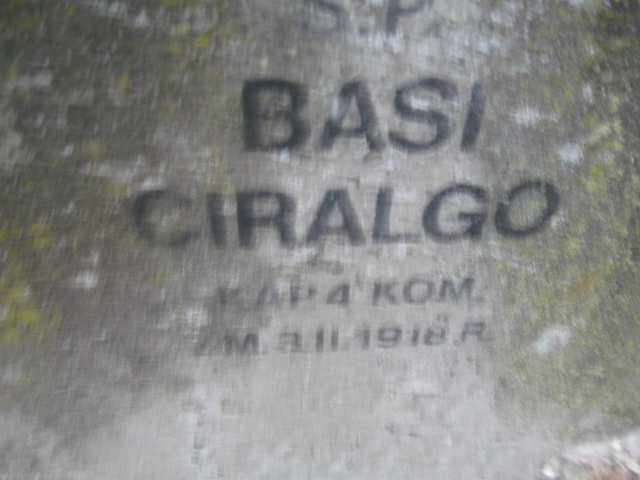 S.P.
BASI
CIRALGO
KAP 4 KOM.
ZM. 3.II.1918.R.